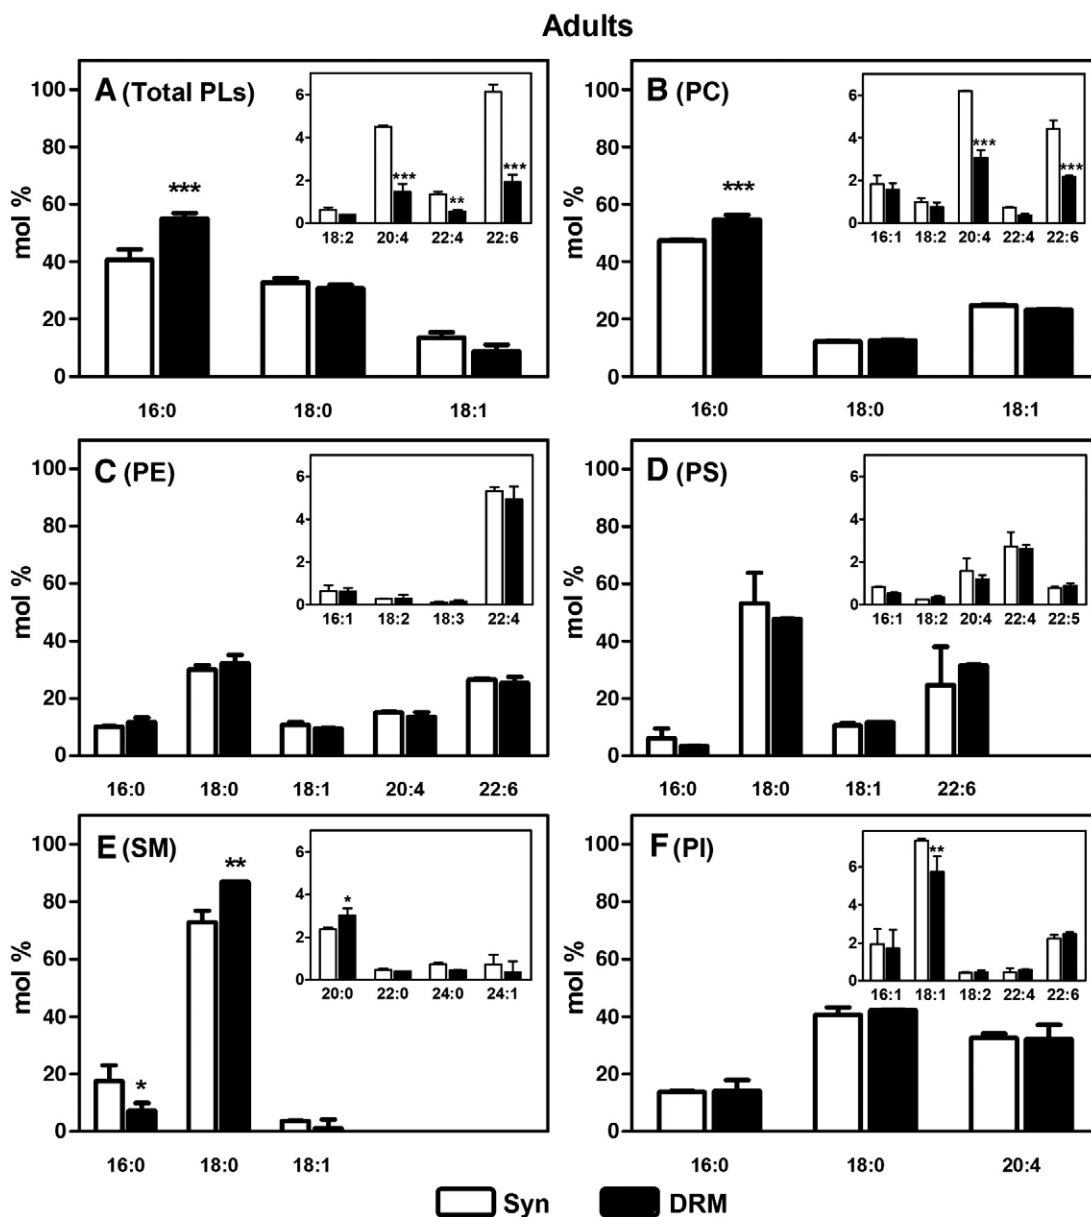 Adults
A (Total PLs)
mol %
100
80
60
40
20
0
***
16:0 18:0 18:1
6
4
2
0
*** ** ***
18:2 20:4 22:4 22:6
B (PC)
mol %
100
80
60
40
20
0
***
16:0 18:0 18:1
6
4
2
0
*** ***
16:1 18:2 20:4 22:4 22:6
C (PE)
mol %
100
80
60
40
20
0
16:0 18:0 18:1 20:4 22:6
6
4
2
0
16:1 18:2 18:3 22:4
D (PS)
mol %
100
80
60
40
20
0
16:0 18:0 18:1 22:6
6
4
2
0
16:1 18:2 20:4 22:4 22:5
E (SM)
mol %
100
80
60
40
20
0
* **
16:0 18:0 18:1
6
4
2
0
*
20:0 22:0 24:0 24:1
F (PI)
mol %
100
80
60
40
20
0
16:0 18:0 20:4
6
4
2
0
**
16:1 18:1 18:2 22:4 22:6
Syn DRM